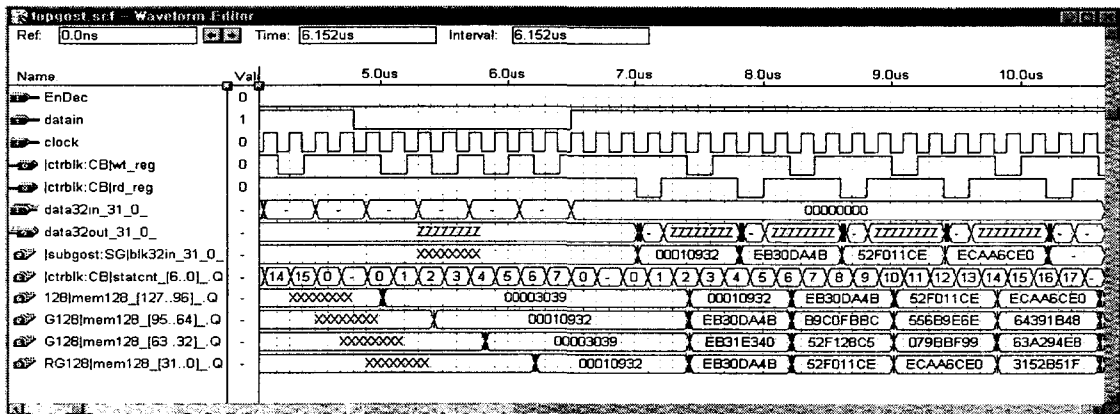 topgost.scf - Waveform Editor
Ref: 0.0ns Time: 6.152us Interval: 6.152us
Name: Val
5.0us 6.0us 7.0us 8.0us 9.0us 10.0us
EnDec 0
datain 1
clock 0
|ctrblk:CB|wt_reg 0
|ctrblk:CB|rd_reg 0
data32in_31_0_ - - - - - - - 00000000
data32out_31_0_ - ZZZZZZZZ - ZZZZZZZZ - ZZZZZZZZ - ZZZZZZZZ - ZZZZZZZZ -
|subgost:SG|blk32in_31_0_ - XXXXXXXX 00010932 EB30DA4B 52F011CE ECAA6CE0 -
|ctrblk:CB|statcnt_[6..0]_.Q - 14 15 0 - 0 1 2 3 4 5 6 7 0 - 0 1 2 3 4 5 6 7 8 9 10 11 12 13 14 15 16 17 -
128|mem128_[127..96]_.Q - XXXXXXXX 00003039 00010932 EB30DA4B 52F011CE ECAA6CE0
G128|mem128_[95..64]_.Q - XXXXXXXX 00010932 EB30DA4B B9C0FBBC 556B9E6E 64391B48
G128|mem128_[63..32]_.Q - XXXXXXXX 00003039 EB31E340 52F128C5 079BBF99 63A294E8
RG128|mem128_[31..0]_.Q - XXXXXXXX 00010932 EB30DA4B 52F011CE ECAA6CE0 3152B51F